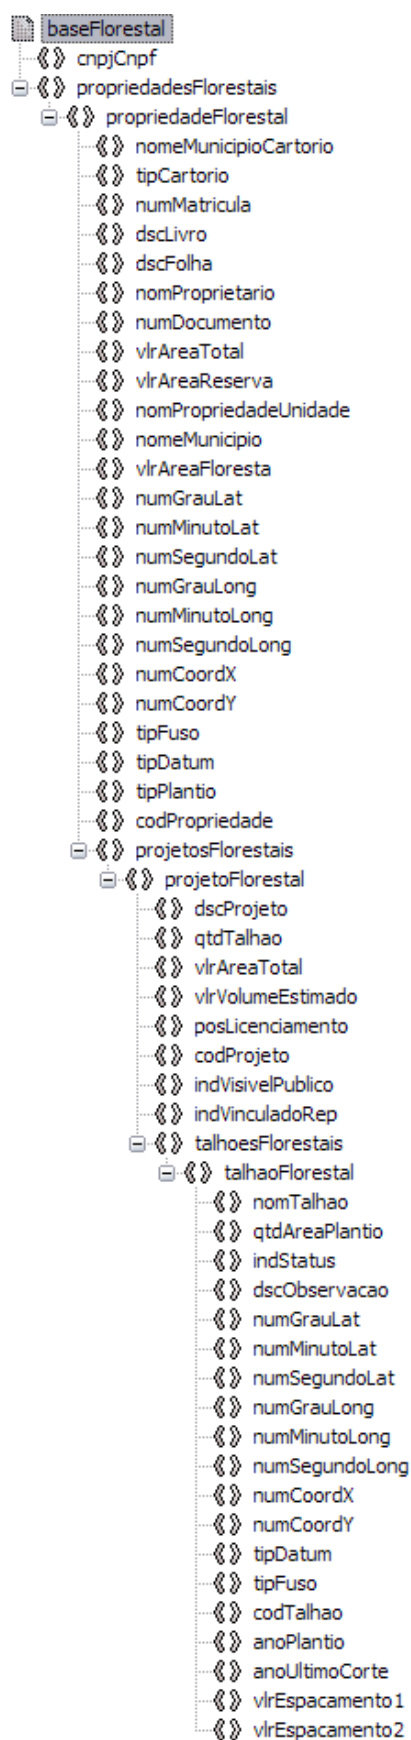 baseFlorestal
cnpjCnpf
propriedadesFlorestais
propriedadeFlorestal
nomeMunicipioCartorio
tipCartorio
numMatricula
dscLivro
dscFolha
nomProprietario
numDocumento
vlrAreaTotal
vlrAreaReserva
nomPropriedadeUnidade
nomeMunicipio
vlrAreaFloresta
numGrauLat
numMinutoLat
numSegundoLat
numGrauLong
numMinutoLong
numSegundoLong
numCoordX
numCoordY
tipFuso
tipDatum
tipPlantio
codPropriedade
projetosFlorestais
projetoFlorestal
dscProjeto
qtdTalhao
vlrAreaTotal
vlrVolumeEstimado
posLicenciamento
codProjeto
indVisivelPublico
indVinculadoRep
talhoesFlorestais
talhaoFlorestal
nomTalhao
qtdAreaPlantio
indStatus
dscObservacao
numGrauLat
numMinutoLat
numSegundoLat
numGrauLong
numMinutoLong
numSegundoLong
numCoordX
numCoordY
tipDatum
tipFuso
codTalhao
anoPlantio
anoUltimoCorte
vlrEspacamento1
vlrEspacamento2